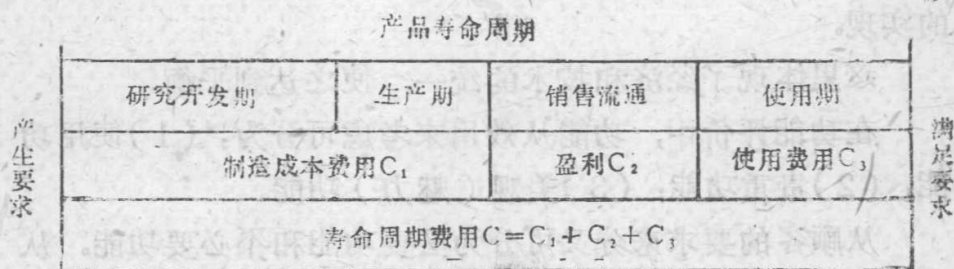 的实现
产品寿命周期
研究开发期 生产期 销售流通 使用期
制造成本费用C₁ 盈利C₂ 使用费用C₃
寿命周期费用C=C₁+C₂+C₃
产生要求
满足要求